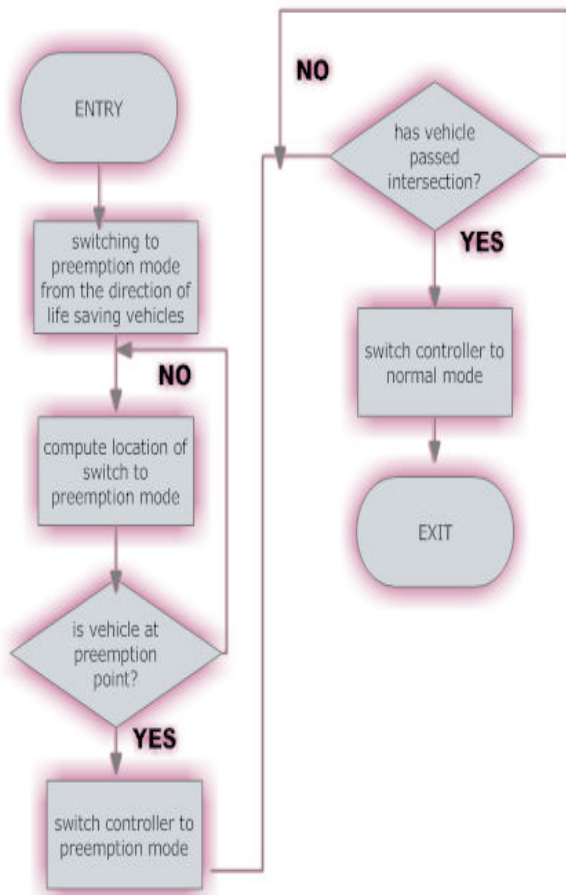 ENTRY
switching to
preemption mode
from the direction of
life saving vehicles
NO
compute location of
switch to
preemption mode
is vehicle at
preemption
point?
YES
switch controller to
preemption mode
NO
has vehicle
passed
intersection?
YES
switch controller to
normal mode
EXIT